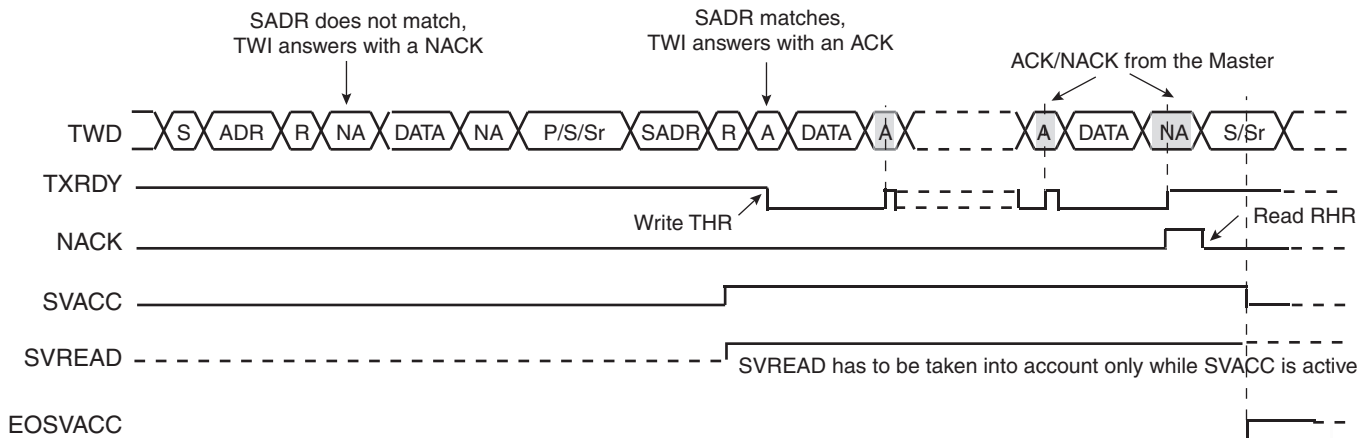 SADR does not match,
TWI answers with a NACK
SADR matches,
TWI answers with an ACK
ACK/NACK from the Master
TWD S ADR R NA DATA NA P/S/Sr SADR R A DATA A A DATA NA S/Sr
TXRDY
Write THR
Read RHR
NACK
SVACC
SVREAD
SVREAD has to be taken into account only while SVACC is active
EOSVACC